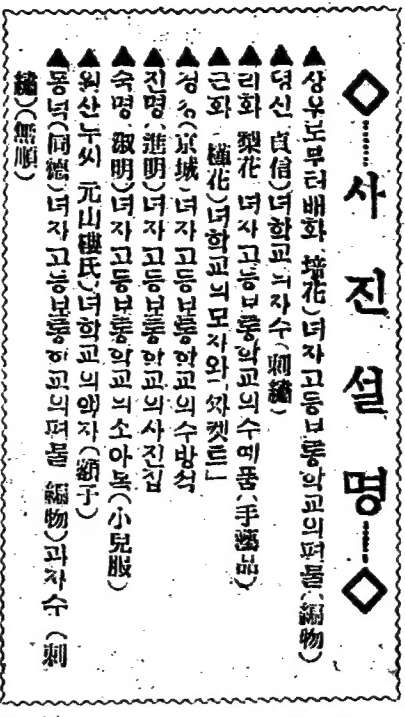 ◇┈사진설명┈◇
▲상우로부터배화(培花)녀자고등보통학교의편물(編物)
▲뎡신(貞信)녀학교의자수(刺繡)
▲리화(梨花)녀자고등보통학교의수예품(手藝品)
▲근화(槿花)녀학교의모자와「쟈켓트」
▲경성(京城)녀자고등보통학교의수방석
▲진명(進明)녀자고등보통학교의사진집
▲숙명(淑明)녀자고등보통학교의소아복(小兒服)
▲원산누씨(元山樓氏)녀학교의액자(額子)
▲동덕(同德)녀자고등보통학교의편물(編物)과자수(刺
繡)(無順)